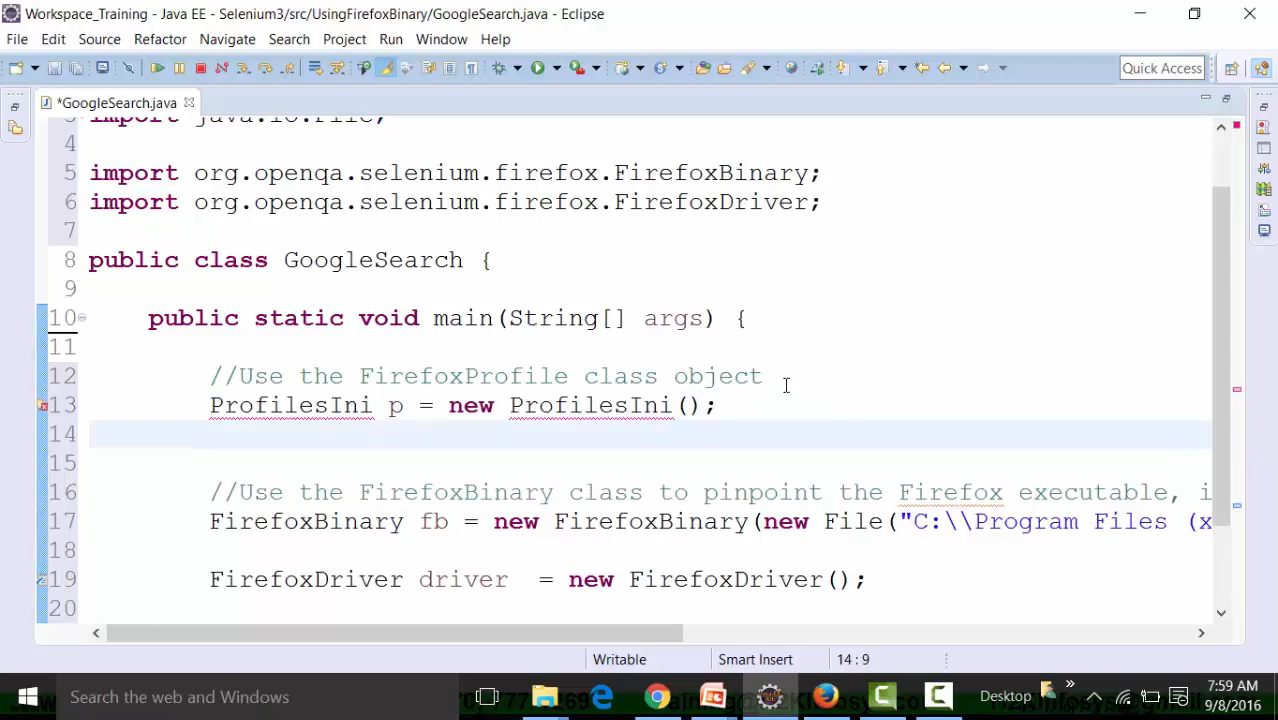 Workspace_Training - Java EE - Selenium3/src/UsingFirefoxBinary/GoogleSearch.java - Eclipse
File Edit Source Refactor Navigate Search Project Run Window Help
Quick Access
*GoogleSearch.java
3 import java.io.File;
4
5 import org.openqa.selenium.firefox.FirefoxBinary;
6 import org.openqa.selenium.firefox.FirefoxDriver;
7
8 public class GoogleSearch {
9
10 public static void main(String[] args) {
11
12 //Use the FirefoxProfile class object
13 ProfilesIni p = new ProfilesIni();
14
15
16 //Use the FirefoxBinary class to pinpoint the Firefox executable, i
17 FirefoxBinary fb = new FirefoxBinary(new File("C:\\Program Files (x
18
19 FirefoxDriver driver = new FirefoxDriver();
20
Writable Smart Insert 14 : 9
Search the web and Windows
Desktop
7:59 AM
9/8/2016